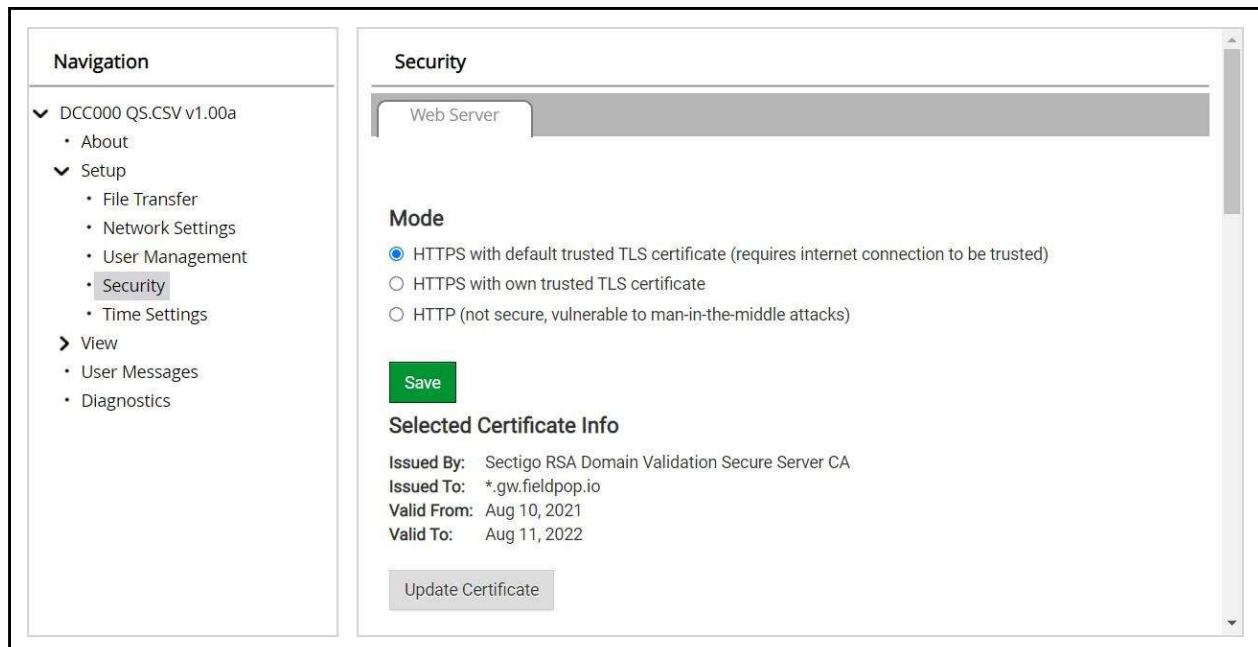 Navigation
DCC000 QS.CSV v1.00a
About
Setup
File Transfer
Network Settings
User Management
Security
Time Settings
View
User Messages
Diagnostics
Security
Web Server
Mode
HTTPS with default trusted TLS certificate (requires internet connection to be trusted)
HTTPS with own trusted TLS certificate
HTTP (not secure, vulnerable to man-in-the-middle attacks)
Save
Selected Certificate Info
Issued By: Sectigo RSA Domain Validation Secure Server CA
Issued To: *.gw.fieldpop.io
Valid From: Aug 10, 2021
Valid To: Aug 11, 2022
Update Certificate